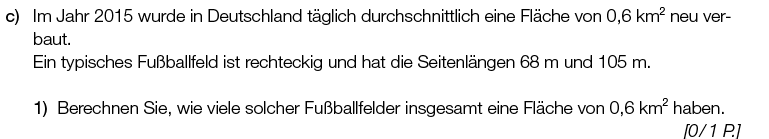 c) Im Jahr 2015 wurde in Deutschland täglich durchschnittlich eine Fläche von 0,6 km² neu ver-
baut.
Ein typisches Fußballfeld ist rechteckig und hat die Seitenlängen 68 m und 105 m.
1) Berechnen Sie, wie viele solcher Fußballfelder insgesamt eine Fläche von 0,6 km² haben.
[0/1 P.]